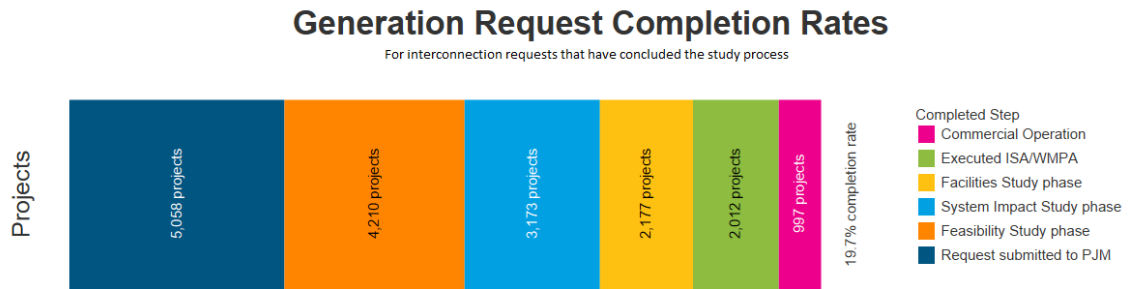 Generation Request Completion Rates
For interconnection requests that have concluded the study process
Projects
5,058 projects
4,210 projects
3,173 projects
2,177 projects
2,012 projects
997 projects
19.7% completion rate
Completed Step
Commercial Operation
Executed ISA/WMPA
Facilities Study phase
System Impact Study phase
Feasibility Study phase
Request submitted to PJM